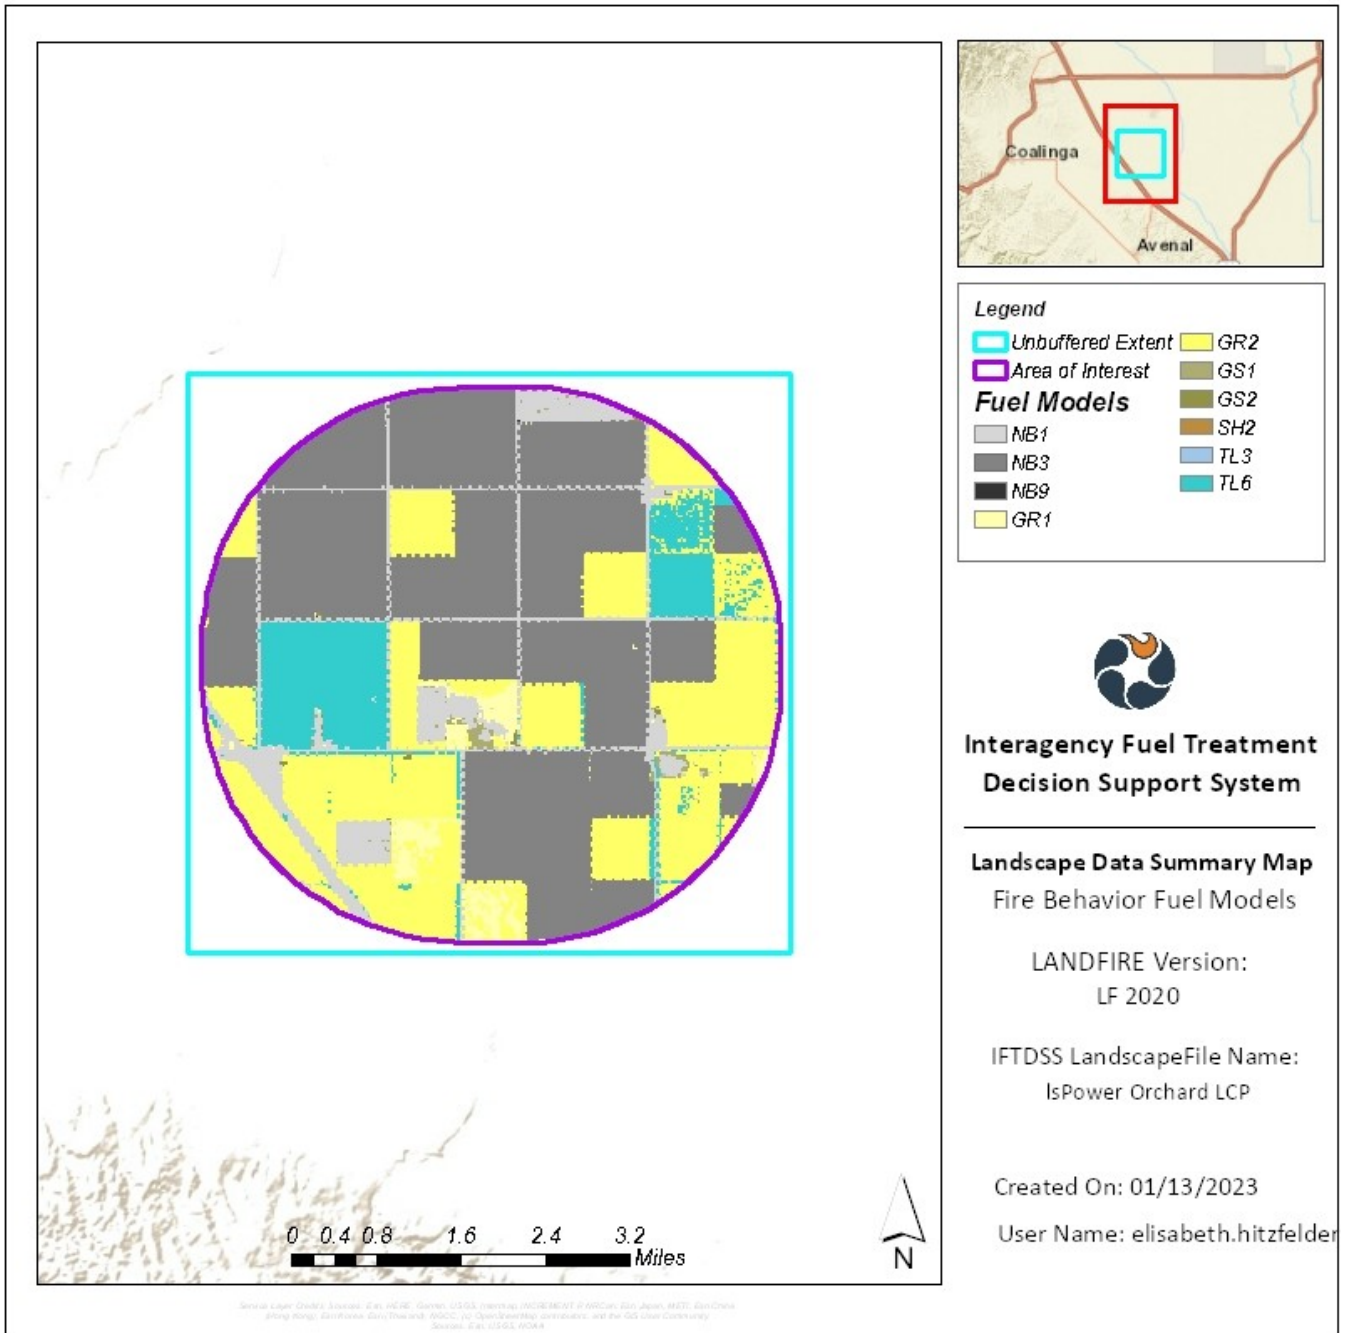 Coalinga
Avenal
Legend
Unbuffered Extent
Area of Interest
Fuel Models
NB1
NB3
NB9
GR1
GR2
GS1
GS2
SH2
TL3
TL6
Interagency Fuel Treatment
Decision Support System
Landscape Data Summary Map
Fire Behavior Fuel Models
LANDFIRE Version:
LF 2020
IFTDSS LandscapeFile Name:
IsPower Orchard LCP
Created On: 01/13/2023
User Name: elisabeth.hitzfelder
0 0.4 0.8 1.6 2.4 3.2
Miles
N